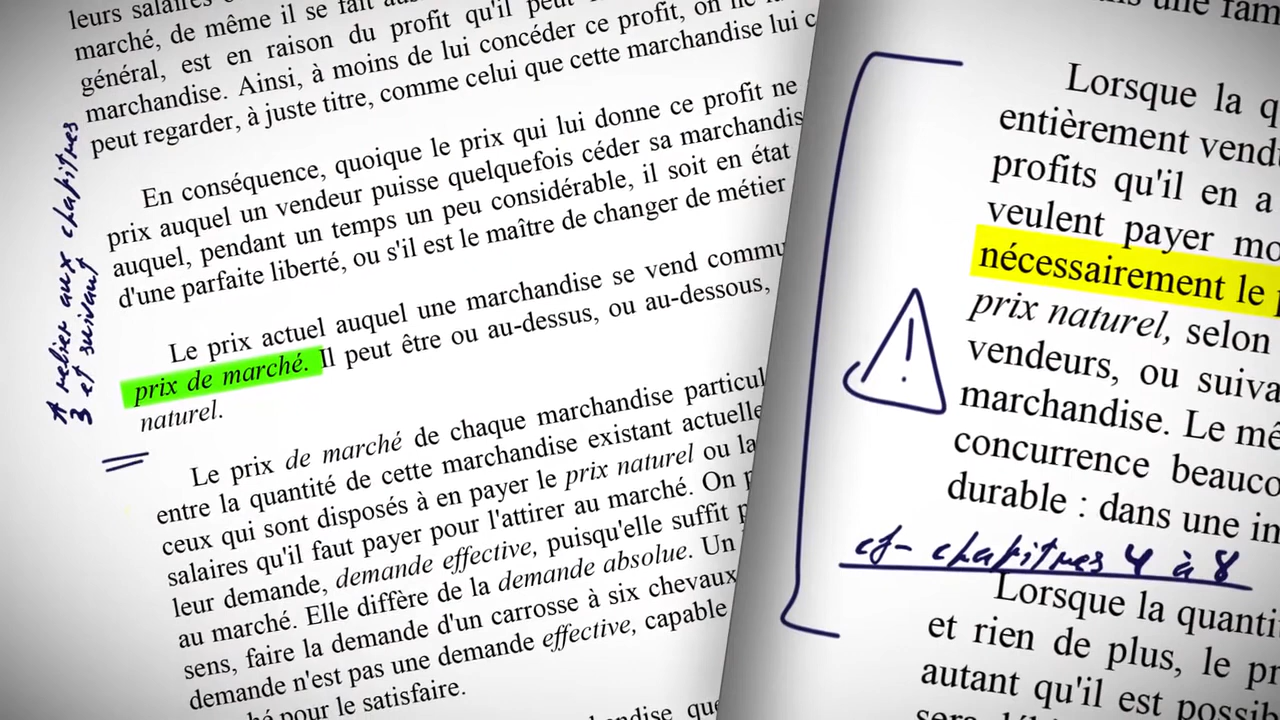 leurs salaires
marché, de même il se fait
général, est en raison du profit qu'il peut
marchandise. Ainsi, à moins de lui concéder ce profit, on ne
peut regarder, à juste titre, comme celui que cette marchandise lui c
En conséquence, quoique le prix qui lui donne ce profit ne
prix auquel un vendeur puisse quelquefois céder sa marchandis
auquel, pendant un temps un peu considérable, il soit en état
d'une parfaite liberté, ou s'il est le maître de changer de métier
Le prix actuel auquel une marchandise se vend commu
prix de marché. Il peut être ou au-dessus, ou au-dessous,
naturel.
Le prix de marché de chaque marchandise particul
entre la quantité de cette marchandise existant actuelle
ceux qui sont disposés à en payer le prix naturel ou la
salaires qu'il faut payer pour l'attirer au marché. On p
leur demande, demande effective, puisqu'elle suffit p
au marché. Elle diffère de la demande absolue. Un
sens, faire la demande d'un carrosse à six chevaux
demande n'est pas une demande effective, capable
pour le satisfaire.
ndise que
relier aux chapitres
3 et suivant
une fam
Lorsque la q
entièrement vend
profits qu'il en a
veulent payer mo
nécessairement le
prix naturel, selon
vendeurs, ou suiva
marchandise. Le mê
concurrence beauco
durable : dans une in
cf- chapitres 4 à 8
Lorsque la quanti
et rien de plus, le pr
autant qu'il est possib